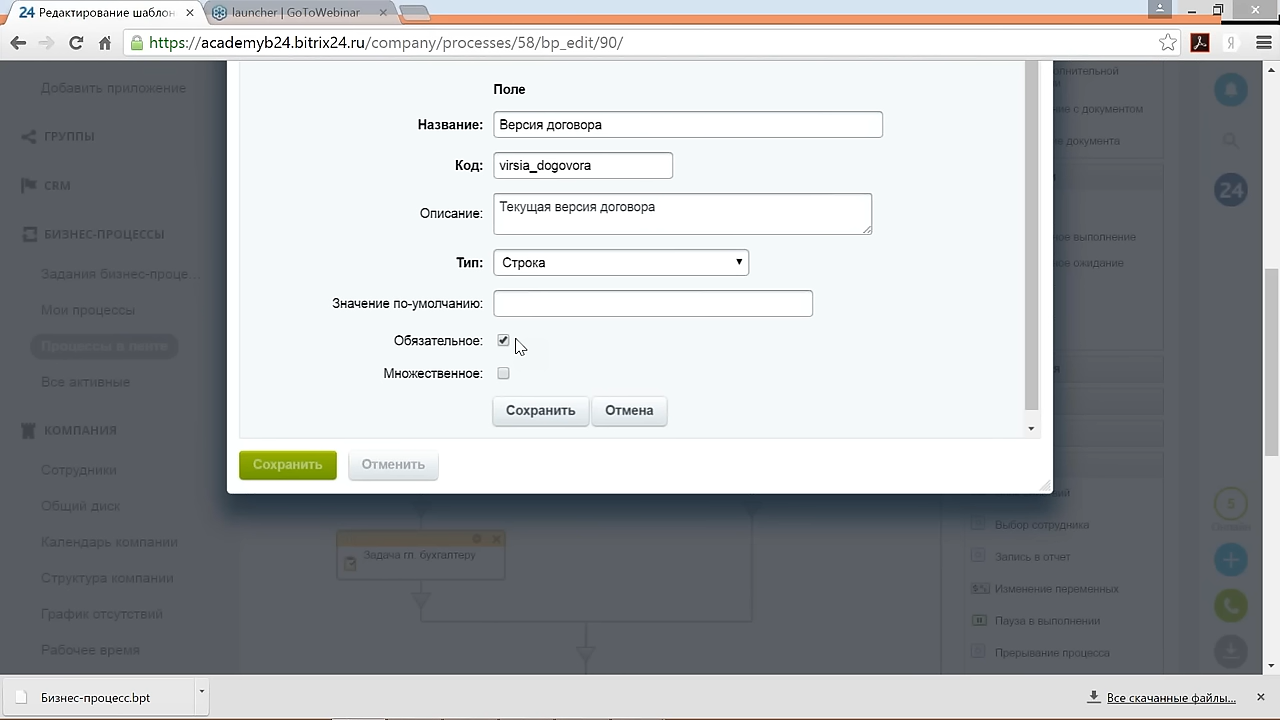 24 Редактирование шаблон
launcher | GoToWebinar
https://academyb24.bitrix24.ru/company/processes/58/bp_edit/90/
Добавить приложение
ГРУППЫ
CRM
БИЗНЕС-ПРОЦЕССЫ
Задания бизнес-проце...
Мои процессы
Процессы в ленте
Все активные
КОМПАНИЯ
Сотрудники
Общий диск
Календарь компании
Структура компании
График отсутствий
Рабочее время
Поле
Название: Версия договора
Код: virsia_dogovora
Описание: Текущая версия договора
Тип: Строка
Значение по-умолчанию:
Обязательное:
Множественное:
Сохранить Отмена
Сохранить Отменить
Задача гл. бухгалтеру
Выбор сотрудника
Запись в отчет
Изменение переменных
Пауза в выполнении
Прерывание процесса
24
5
Бизнес-процесс.bpt
Все скачанные файлы...